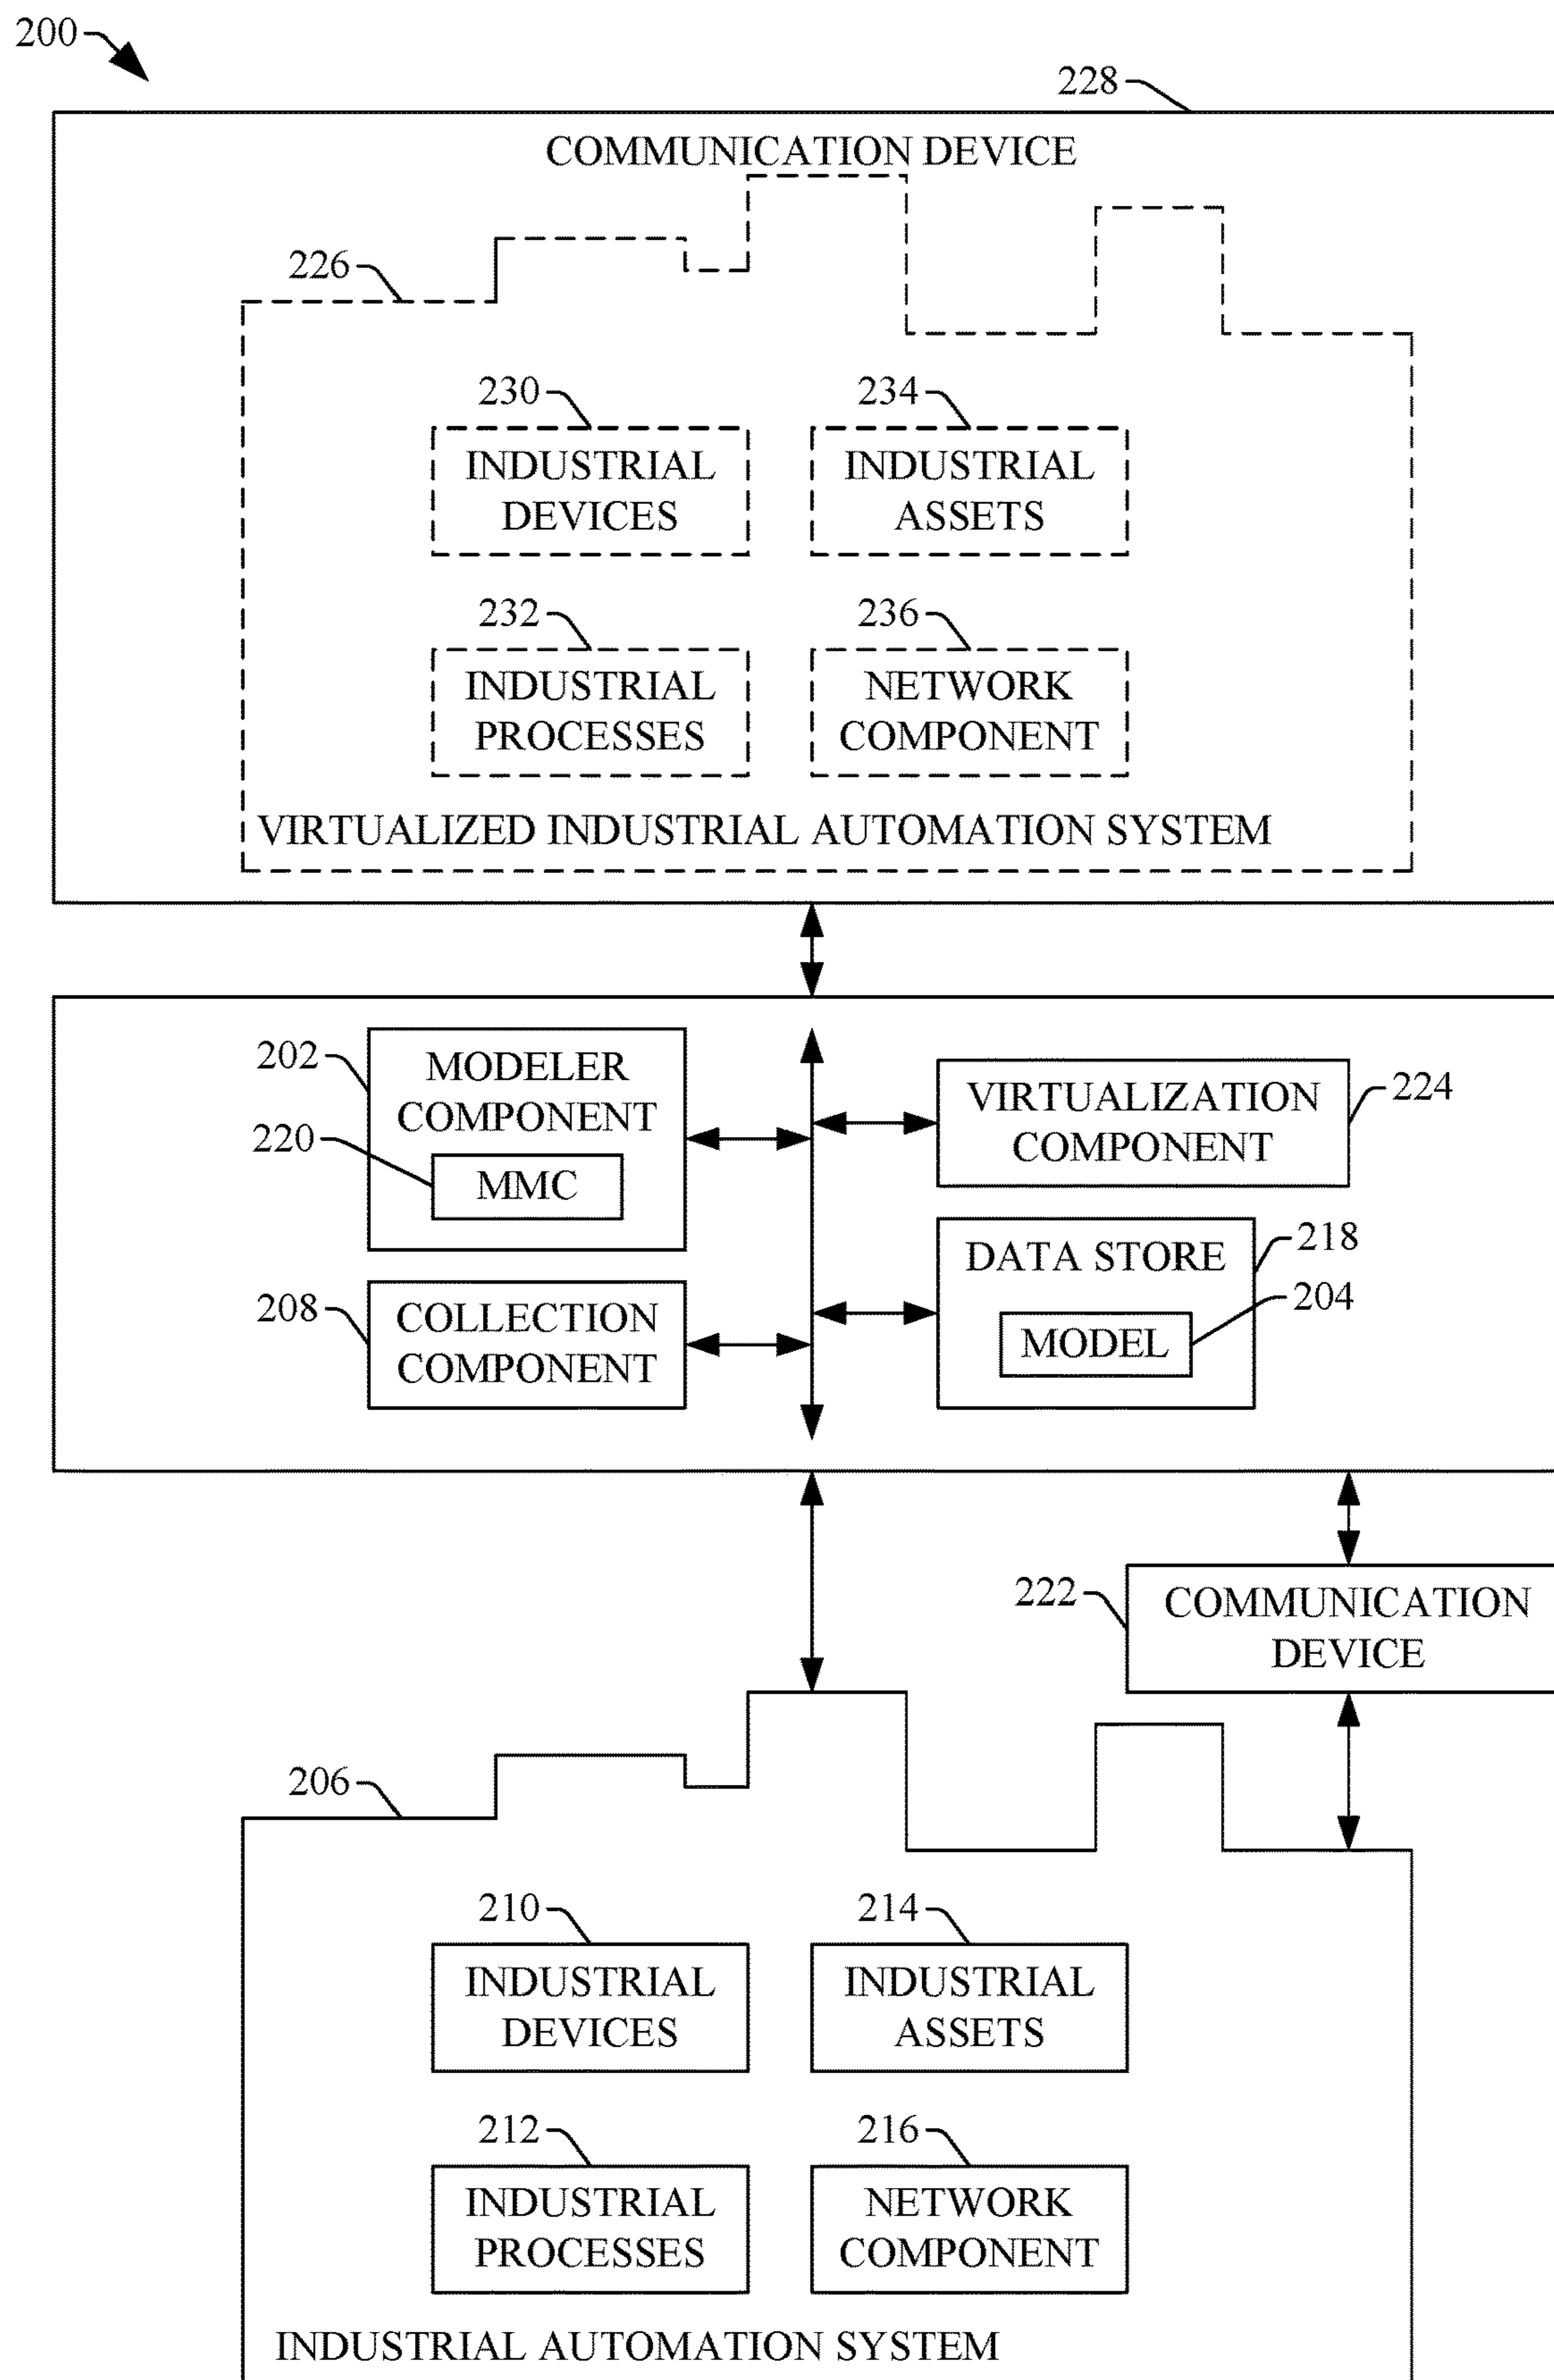 200
228
COMMUNICATION DEVICE
226
230
234
INDUSTRIAL
DEVICES
INDUSTRIAL
ASSETS
232
236
INDUSTRIAL
PROCESSES
NETWORK
COMPONENT
VIRTUALIZED INDUSTRIAL AUTOMATION SYSTEM
202
MODELER
COMPONENT
220
MMC
VIRTUALIZATION
COMPONENT
224
208
COLLECTION
COMPONENT
DATA STORE
218
204
MODEL
222
COMMUNICATION
DEVICE
206
210
214
INDUSTRIAL
DEVICES
INDUSTRIAL
ASSETS
212
216
INDUSTRIAL
PROCESSES
NETWORK
COMPONENT
INDUSTRIAL AUTOMATION SYSTEM